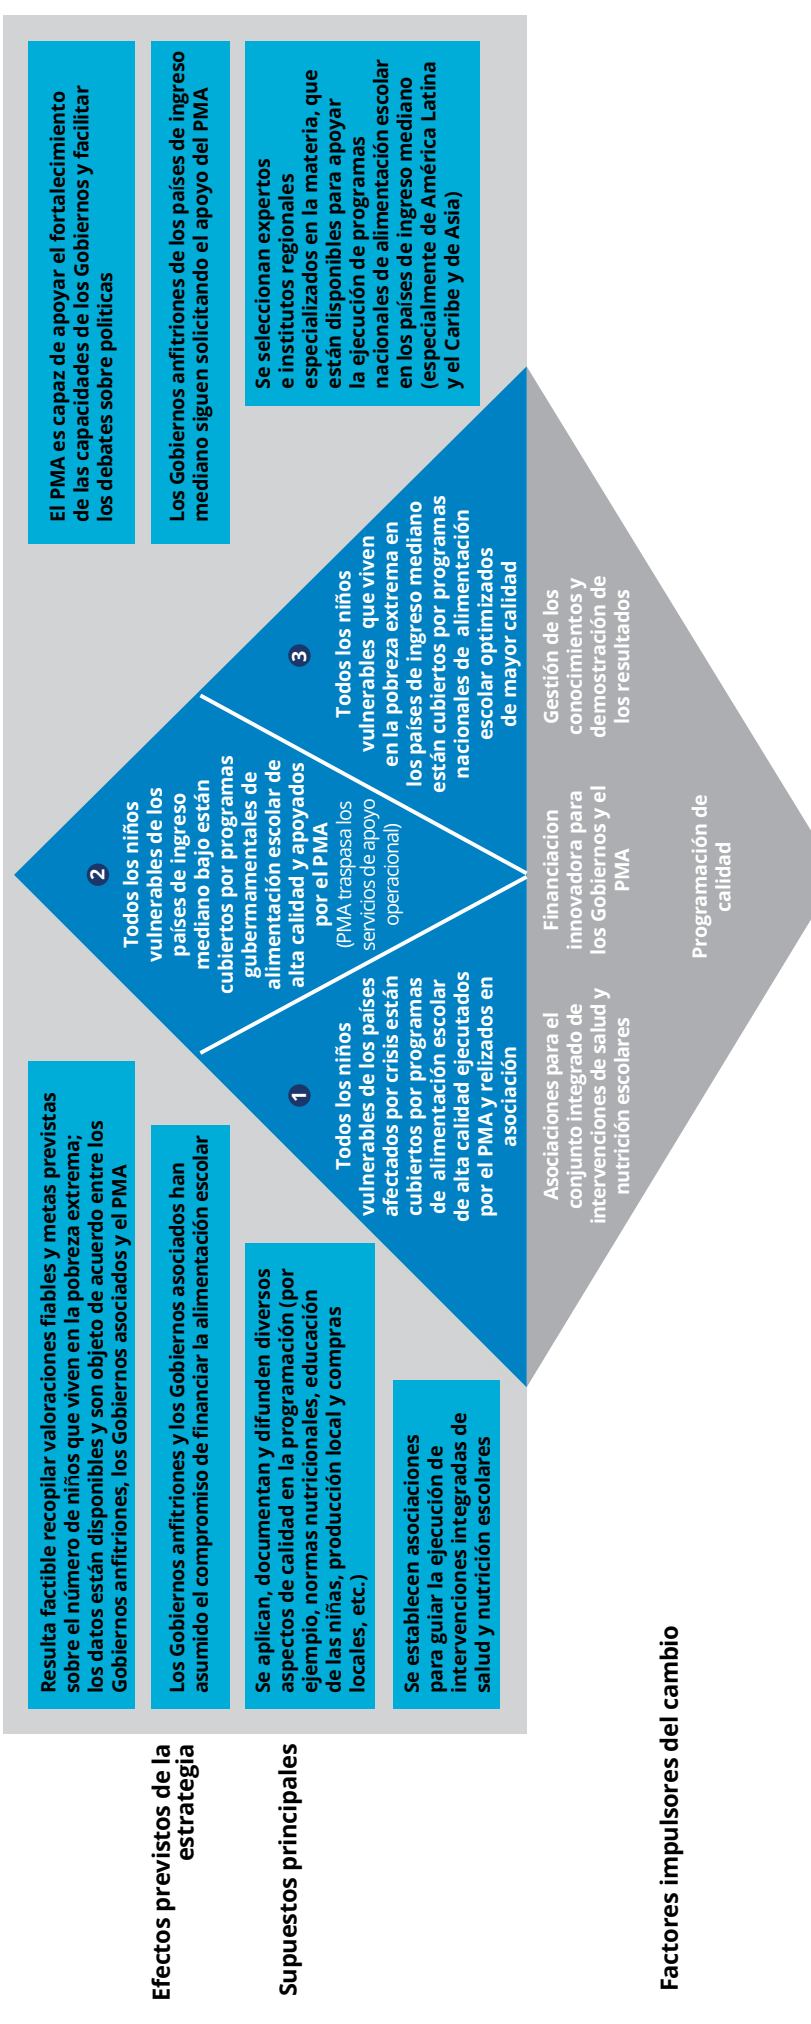 Efectos previstos de la
estrategia
Supuestos principales
Factores impulsores del cambio
Resulta factible recopilar valoraciones fiables y metas previstas
sobre el número de niños que viven en la pobreza extrema;
los datos están disponibles y son objeto de acuerdo entre los
Gobiernos anfitriones, los Gobiernos asociados y el PMA
Los Gobiernos anfitriones y los Gobiernos asociados han
asumido el compromiso de financiar la alimentación escolar
Se aplican, documentan y difunden diversos
aspectos de calidad en la programación (por
ejemplo, normas nutricionales, educación
de las niñas, producción local y compras
locales, etc.)
Se establecen asociaciones
para guiar la ejecución de
intervenciones integradas de
salud y nutrición escolares
1
Todos los niños
vulnerables de los países
afectados por crisis están
cubiertos por programas
de alimentación escolar
de alta calidad ejecutados
por el PMA y relizados en
asociación
2
Todos los niños
vulnerables de los
países de ingreso
mediano bajo están
cubiertos por programas
gubermamentales de
alimentación escolar de
alta calidad y apoyados
por el PMA
(PMA traspasa los
servicios de apoyo
operacional)
3
Todos los niños
vulnerables que viven
en la pobreza extrema en
los países de ingreso mediano
están cubiertos por programas
nacionales de alimentación
escolar optimizados
de mayor calidad
El PMA es capaz de apoyar el fortalecimiento
de las capacidades de los Gobiernos y facilitar
los debates sobre politicas
Los Gobiernos anfitriones de los países de ingreso
mediano siguen solicitando el apoyo del PMA
Se seleccionan expertos
e institutos regionales
especializados en la materia, que
están disponibles para apoyar
la ejecución de programas
nacionales de alimentación escolar
en los países de ingreso mediano
(especialmente de América Latina
y el Caribe y de Asia)
Asociaciones para el
conjunto integrado de
intervenciones de salud y
nutrición escolares
Financiacion
innovadora para
los Gobiernos y el
PMA
Gestión de los
conocimientos y
demostración de
los resultados
Programación de
calidad